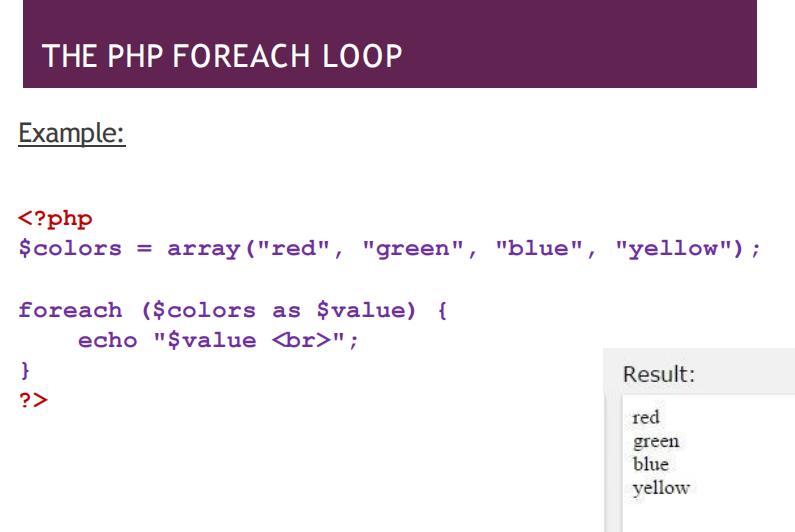 THE PHP FOREACH LOOP
Example:
<?php
$colors = array("red", "green", "blue", "yellow");
foreach ($colors as $value) {
    echo "$value <br>";
}
?>
Result:
red
green
blue
yellow